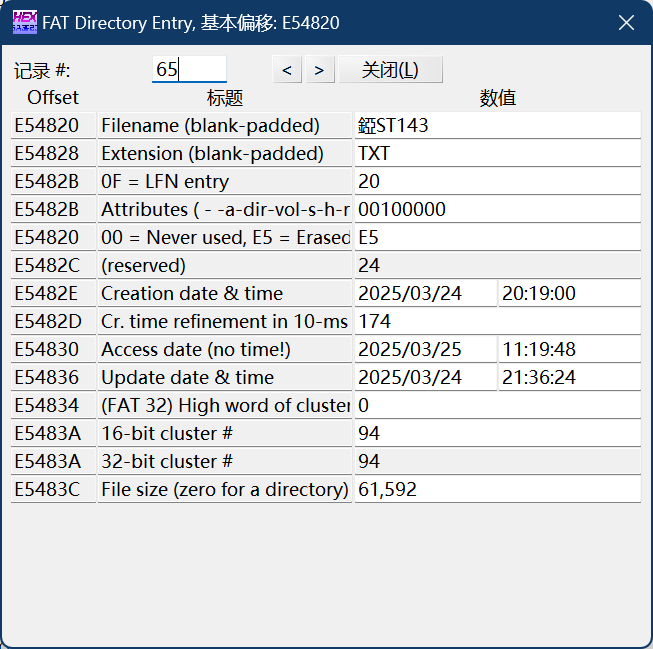 HEX
FAT Directory Entry, 基本偏移: E54820
记录 #: 65 < > 关闭(L)
Offset 标题 数值
E54820 Filename (blank-padded) 錏ST143
E54828 Extension (blank-padded) TXT
E5482B 0F = LFN entry 20
E5482B Attributes ( - -a-dir-vol-s-h-r 00100000
E54820 00 = Never used, E5 = Erased E5
E5482C (reserved) 24
E5482E Creation date & time 2025/03/24 20:19:00
E5482D Cr. time refinement in 10-ms 174
E54830 Access date (no time!) 2025/03/25 11:19:48
E54836 Update date & time 2025/03/24 21:36:24
E54834 (FAT 32) High word of cluster 0
E5483A 16-bit cluster # 94
E5483A 32-bit cluster # 94
E5483C File size (zero for a directory) 61,592